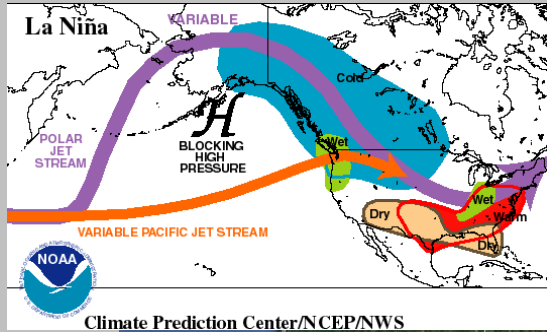 La Niña
VARIABLE
Cold
POLAR
JET
STREAM
H
BLOCKING
HIGH
PRESSURE
Wet
VARIABLE PACIFIC JET STREAM
Dry
Wet
Warm
Dry
NOAA
Climate Prediction Center/NCEP/NWS